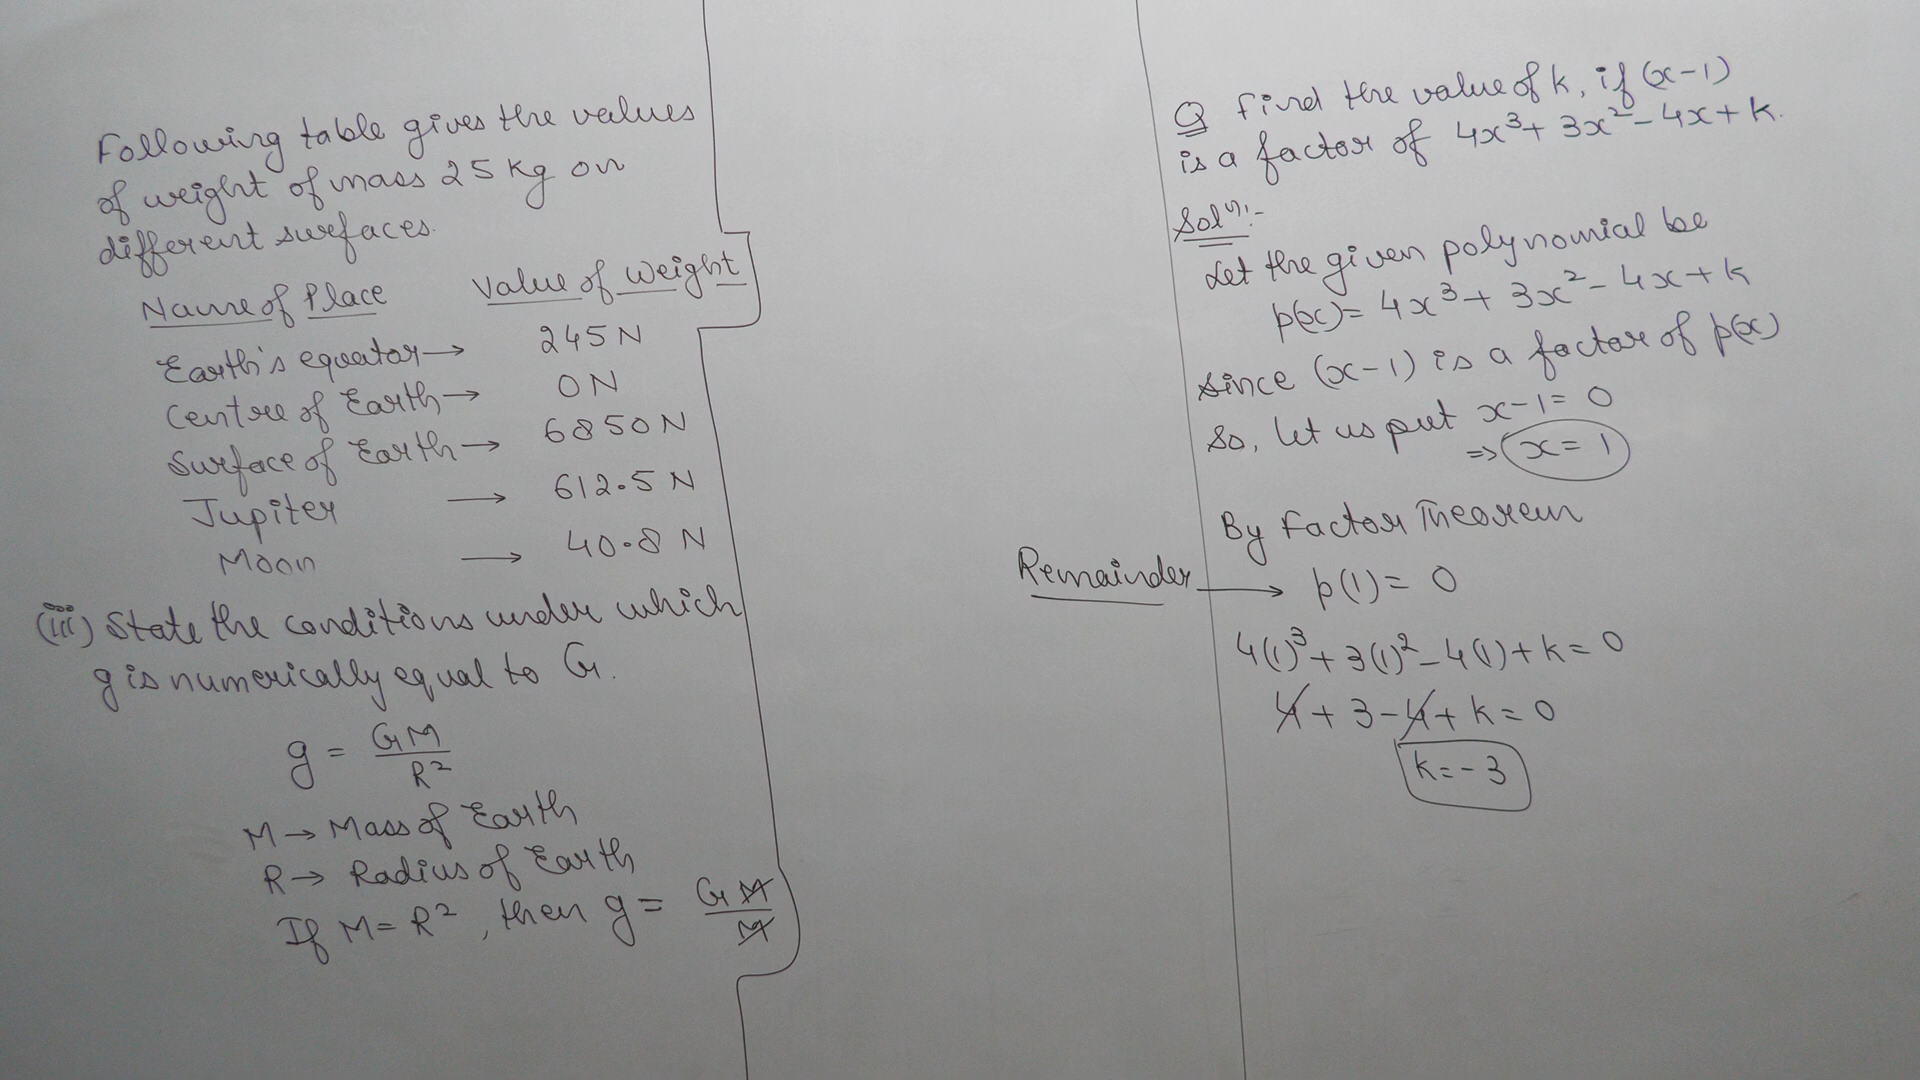 Following table gives the values
of weight of mass 25 kg on
different surfaces.
Name of Place Value of Weight
Earth's equator → 245 N
Centre of Earth → 0 N
Surface of Earth → 6850 N
Jupiter → 612.5 N
Moon → 40.8 N
(iii) State the conditions under which
g is numerically equal to G.
g = GM/R²
M → Mass of Earth
R → Radius of Earth
If M = R², then g = GM/M
Q Find the value of k, if (x-1)
is a factor of 4x³ + 3x² - 4x + k.
Solⁿ:-
Let the given polynomial be
p(x) = 4x³ + 3x² - 4x + k
Since (x-1) is a factor of p(x)
So, let us put x-1 = 0
⇒ x = 1
By Factor Theorem
Remainder → p(1) = 0
4(1)³ + 3(1)² - 4(1) + k = 0
4 + 3 - 4 + k = 0
k = -3